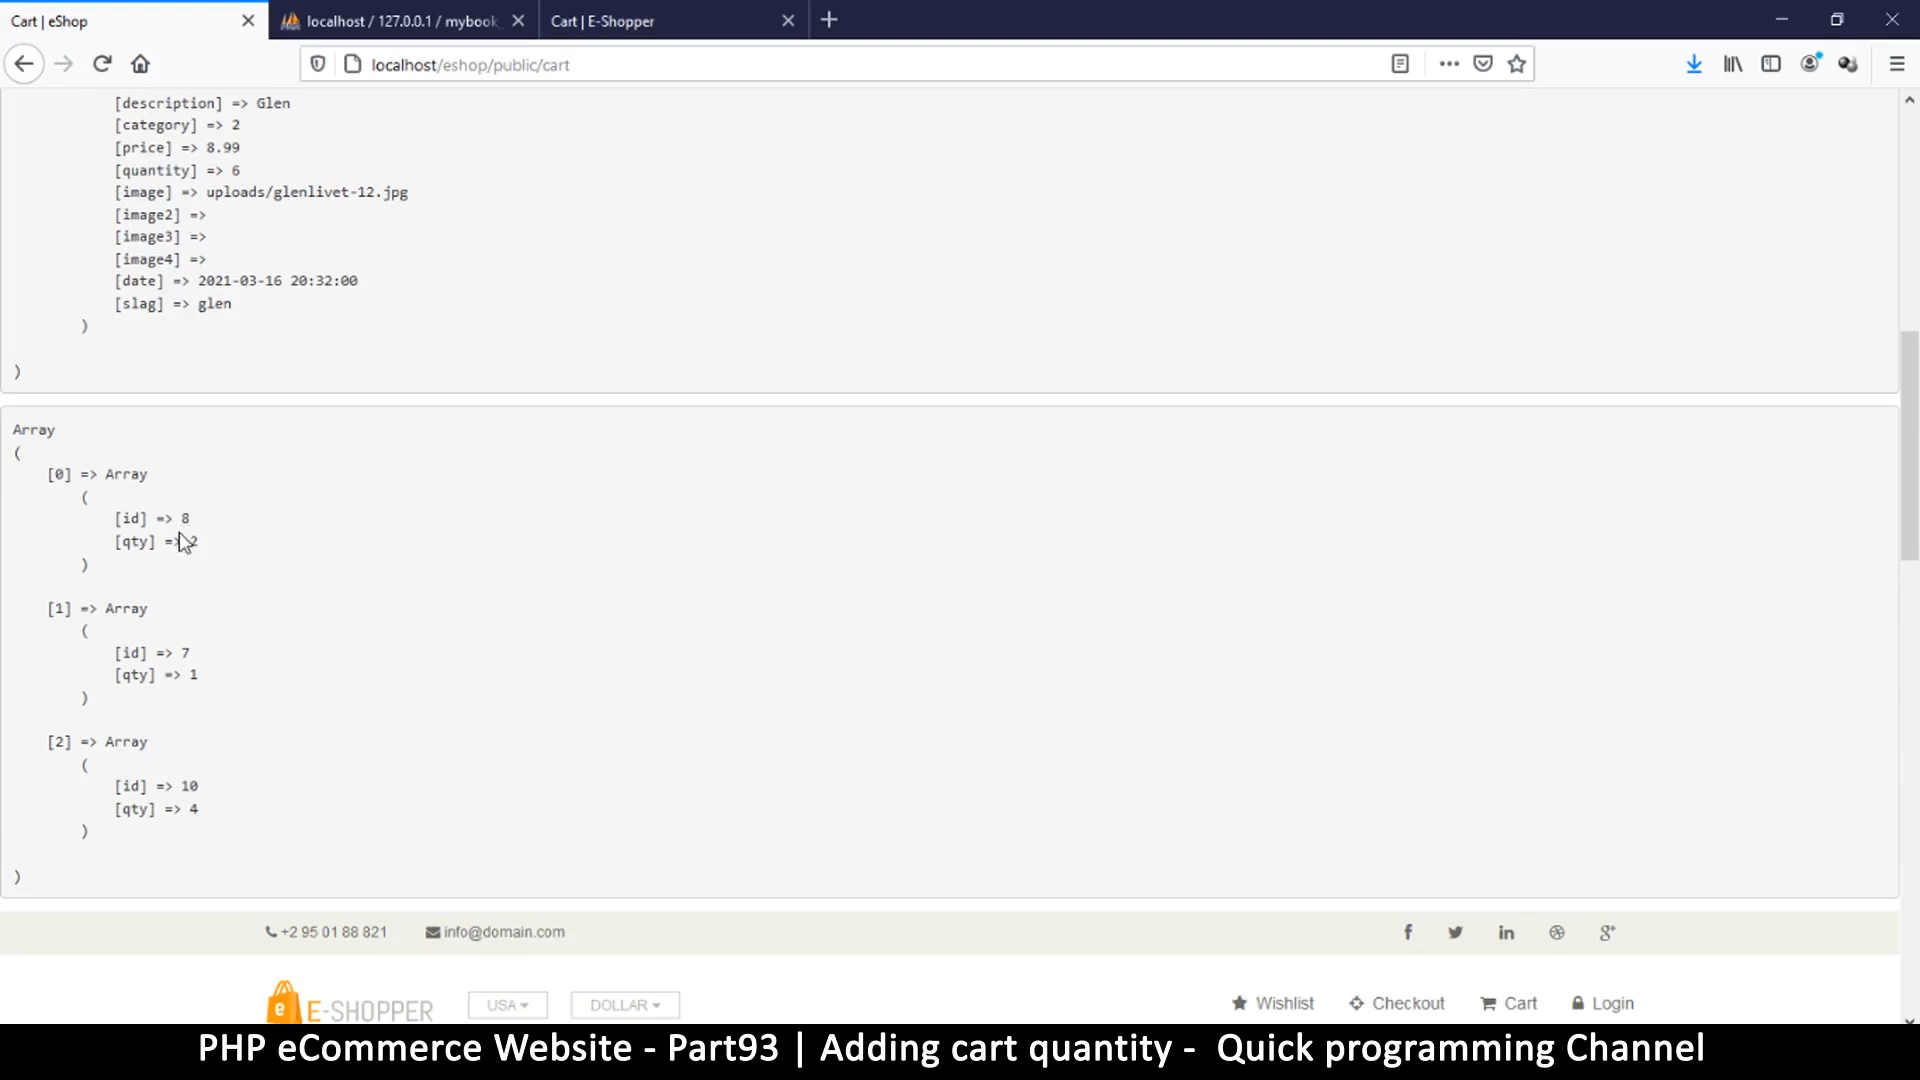 Cart | eShop
localhost / 127.0.0.1 / mybook
Cart | E-Shopper
localhost/eshop/public/cart
[description] => Glen
[category] => 2
[price] => 8.99
[quantity] => 6
[image] => uploads/glenlivet-12.jpg
[image2] =>
[image3] =>
[image4] =>
[date] => 2021-03-16 20:32:00
[slag] => glen
)
)
Array
(
[0] => Array
(
[id] => 8
[qty] => 2
)
[1] => Array
(
[id] => 7
[qty] => 1
)
[2] => Array
(
[id] => 10
[qty] => 4
)
)
+2 95 01 88 821 info@domain.com
E-SHOPPER USA DOLLAR Wishlist Checkout Cart Login
PHP eCommerce Website - Part93 | Adding cart quantity - Quick programming Channel